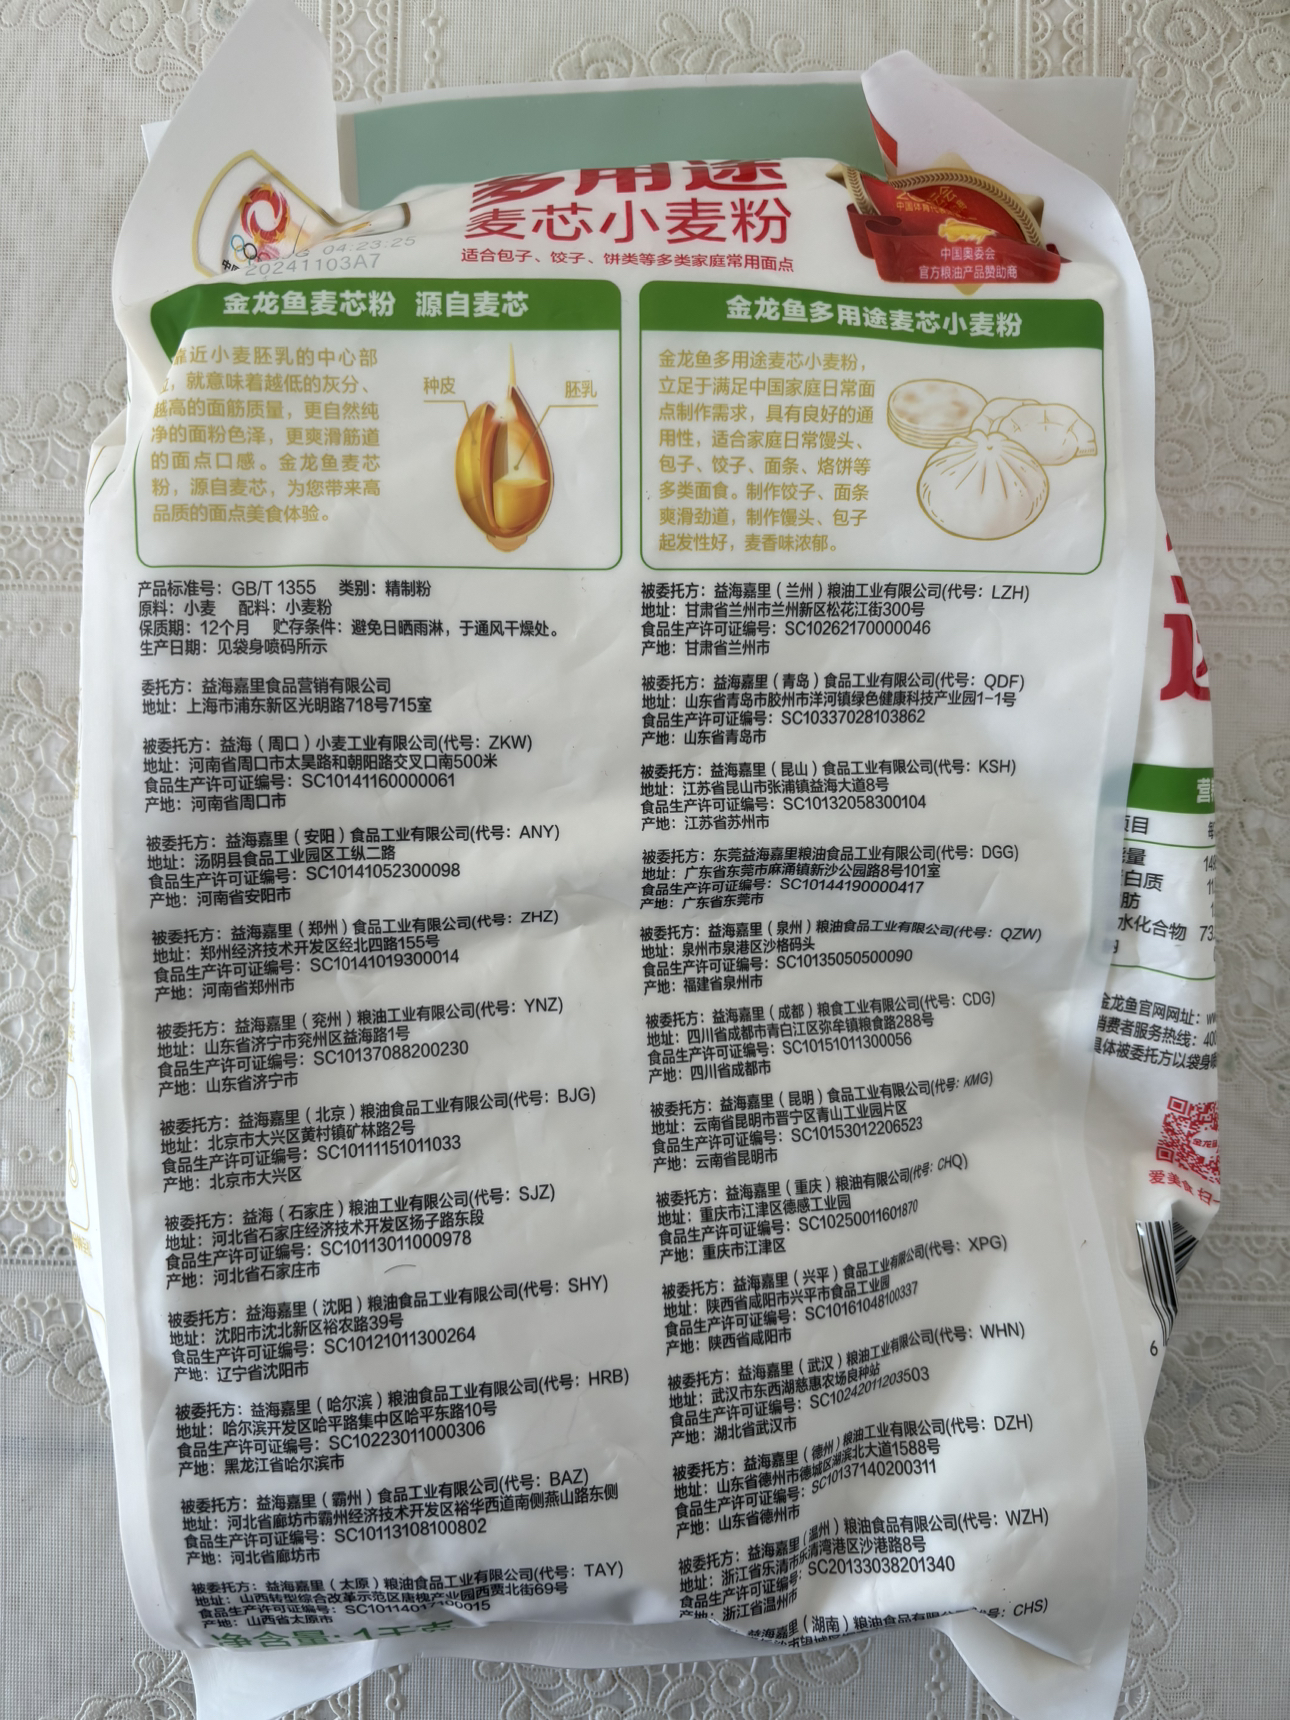 多用途
麦芯小麦粉
适合包子、饺子、饼类等多类家庭常用面点
04:23:25
20241103A7
中国奥委会
官方粮油产品赞助商
金龙鱼麦芯粉 源自麦芯
靠近小麦胚乳的中心部
，就意味着越低的灰分、
越高的面筋质量，更自然纯
净的面粉色泽，更爽滑筋道
的面点口感。金龙鱼麦芯
粉，源自麦芯，为您带来高
品质的面点美食体验。
种皮
胚乳
金龙鱼多用途麦芯小麦粉
金龙鱼多用途麦芯小麦粉，
立足于满足中国家庭日常面
点制作需求，具有良好的通
用性，适合家庭日常馒头、
包子、饺子、面条、烙饼等
多类面食。制作饺子、面条
爽滑劲道，制作馒头、包子
起发性好，麦香味浓郁。
产品标准号：GB/T 1355 类别：精制粉
原料：小麦 配料：小麦粉
保质期：12个月 贮存条件：避免日晒雨淋，于通风干燥处。
生产日期：见袋身喷码所示
委托方：益海嘉里食品营销有限公司
地址：上海市浦东新区光明路718号715室
被委托方：益海（周口）小麦工业有限公司(代号：ZKW)
地址：河南省周口市太昊路和朝阳路交叉口南500米
食品生产许可证编号：SC10141160000061
产地：河南省周口市
被委托方：益海嘉里（安阳）食品工业有限公司(代号：ANY)
地址：汤阴县食品工业园区工纵二路
食品生产许可证编号：SC10141052300098
产地：河南省安阳市
被委托方：益海嘉里（郑州）食品工业有限公司(代号：ZHZ)
地址：郑州经济技术开发区经北四路155号
食品生产许可证编号：SC10141019300014
产地：河南省郑州市
被委托方：益海嘉里（兖州）粮油工业有限公司(代号：YNZ)
地址：山东省济宁市兖州区益海路1号
食品生产许可证编号：SC10137088200230
产地：山东省济宁市
被委托方：益海嘉里（北京）粮油食品工业有限公司(代号：BJG)
地址：北京市大兴区黄村镇矿林路2号
食品生产许可证编号：SC10111151011033
产地：北京市大兴区
被委托方：益海（石家庄）粮油工业有限公司(代号：SJZ)
地址：河北省石家庄经济技术开发区扬子路东段
食品生产许可证编号：SC10113011000978
产地：河北省石家庄市
被委托方：益海嘉里（沈阳）粮油食品工业有限公司(代号：SHY)
地址：沈阳市沈北新区裕农路39号
食品生产许可证编号：SC10121011300264
产地：辽宁省沈阳市
被委托方：益海嘉里（哈尔滨）粮油食品工业有限公司(代号：HRB)
地址：哈尔滨开发区哈平路集中区哈平东路10号
食品生产许可证编号：SC10223011000306
产地：黑龙江省哈尔滨市
被委托方：益海嘉里（霸州）食品工业有限公司(代号：BAZ)
地址：河北省廊坊市霸州经济技术开发区裕华西道南侧燕山路东侧
食品生产许可证编号：SC10113108100802
产地：河北省廊坊市
被委托方：益海嘉里（太原）粮油食品工业有限公司(代号：TAY)
地址：山西转型综合改革示范区唐槐产业园西贾北街69号
食品生产许可证编号：
产地：山西省太原市
净含量：1千克
被委托方：益海嘉里（兰州）粮油工业有限公司(代号：LZH)
地址：甘肃省兰州市兰州新区松花江街300号
食品生产许可证编号：SC10262170000046
产地：甘肃省兰州市
被委托方：益海嘉里（青岛）食品工业有限公司(代号：QDF)
地址：山东省青岛市胶州市洋河镇绿色健康科技产业园1-1号
食品生产许可证编号：SC10337028103862
产地：山东省青岛市
被委托方：益海嘉里（昆山）食品工业有限公司(代号：KSH)
地址：江苏省昆山市张浦镇益海大道8号
食品生产许可证编号：SC10132058300104
产地：江苏省苏州市
被委托方：东莞益海嘉里粮油食品工业有限公司(代号：DGG)
地址：广东省东莞市麻涌镇新沙公园路8号101室
食品生产许可证编号：SC10144190000417
产地：广东省东莞市
被委托方：益海嘉里（泉州）粮油食品工业有限公司(代号：QZW)
地址：泉州市泉港区沙格码头
食品生产许可证编号：SC10135050500090
产地：福建省泉州市
被委托方：益海嘉里（成都）粮食工业有限公司(代号：CDG)
地址：四川省成都市青白江区弥牟镇粮食路288号
食品生产许可证编号：SC10151011300056
产地：四川省成都市
被委托方：益海嘉里（昆明）食品工业有限公司(代号：KMG)
地址：云南省昆明市晋宁区青山工业园片区
食品生产许可证编号：SC10153012206523
产地：云南省昆明市
被委托方：益海嘉里（重庆）粮油有限公司(代号：CHQ)
地址：重庆市江津区德感工业园
食品生产许可证编号：SC10250011601870
产地：重庆市江津区
被委托方：益海嘉里（兴平）食品工业有限公司(代号：XPG)
地址：陕西省咸阳市兴平市食品工业园
食品生产许可证编号：SC10161048100337
产地：陕西省咸阳市
被委托方：益海嘉里（武汉）粮油工业有限公司(代号：WHN)
地址：武汉市东西湖慈惠农场良种站
食品生产许可证编号：SC10242011203503
产地：湖北省武汉市
被委托方：益海嘉里（德州）粮油工业有限公司(代号：DZH)
地址：山东省德州市德城区湖滨北大道1588号
食品生产许可证编号：SC10137140200311
产地：山东省德州市
被委托方：益海嘉里（温州）粮油食品有限公司(代号：WZH)
地址：浙江省乐清市乐清湾港区沙港路8号
食品生产许可证编号：SC20133038201340
产地：浙江省温州市
益海嘉里（湖南）粮油食品有限公 号：CHS)
项目
能量
白质
肪
水化合物 73
金龙鱼官网网址：
消费者服务热线：400
具体被委托方以袋身
爱美食 扫一
6